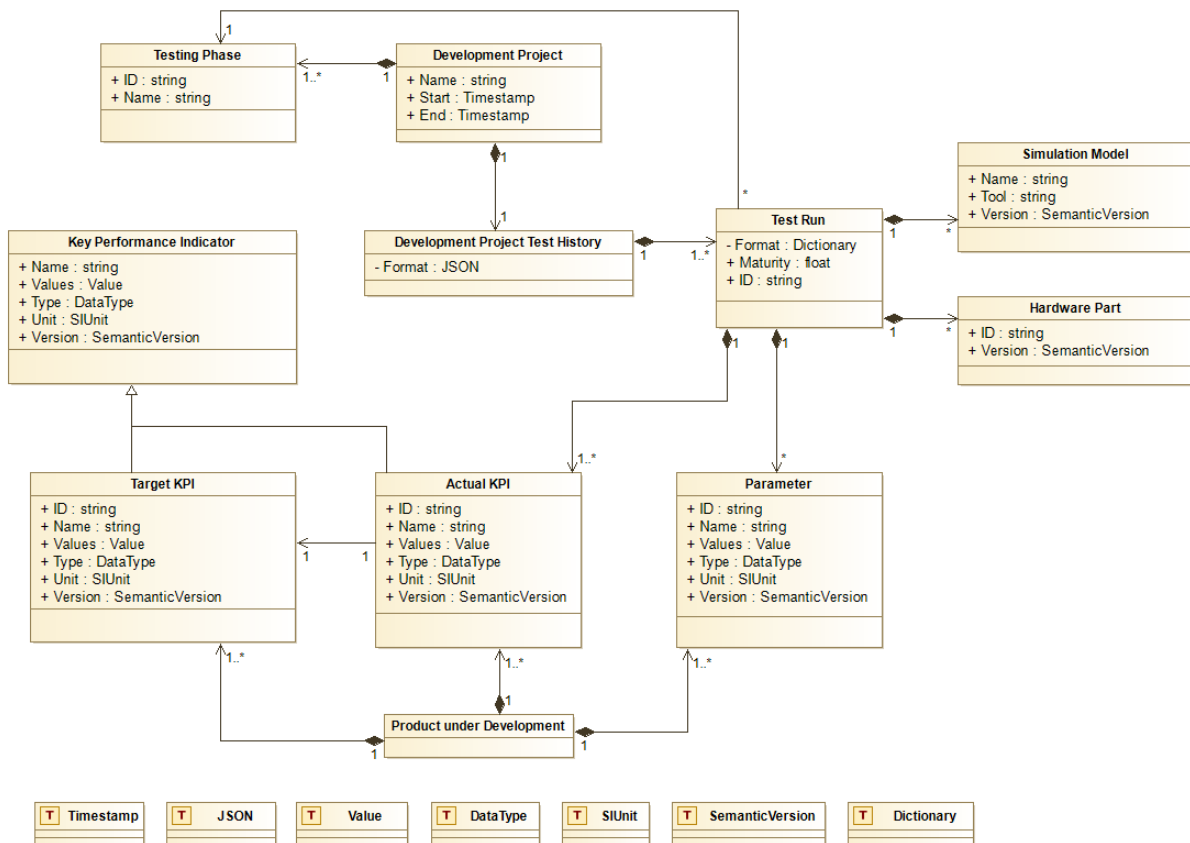 1
Testing Phase
+ ID : string
+ Name : string
1..*
1
Development Project
+ Name : string
+ Start : Timestamp
+ End : Timestamp
1
1
*
Simulation Model
+ Name : string
+ Tool : string
+ Version : SemanticVersion
Key Performance Indicator
+ Name : string
+ Values : Value
+ Type : DataType
+ Unit : SIUnit
+ Version : SemanticVersion
Development Project Test History
- Format : JSON
1
1..*
Test Run
- Format : Dictionary
+ Maturity : float
+ ID : string
1
*
1
*
Hardware Part
+ ID : string
+ Version : SemanticVersion
1
1
1..*
*
Target KPI
+ ID : string
+ Name : string
+ Values : Value
+ Type : DataType
+ Unit : SIUnit
+ Version : SemanticVersion
1
1
Actual KPI
+ ID : string
+ Name : string
+ Values : Value
+ Type : DataType
+ Unit : SIUnit
+ Version : SemanticVersion
Parameter
+ ID : string
+ Name : string
+ Values : Value
+ Type : DataType
+ Unit : SIUnit
+ Version : SemanticVersion
1..*
1..*
1..*
1
Product under Development
1
1
T Timestamp
T JSON
T Value
T DataType
T SIUnit
T SemanticVersion
T Dictionary